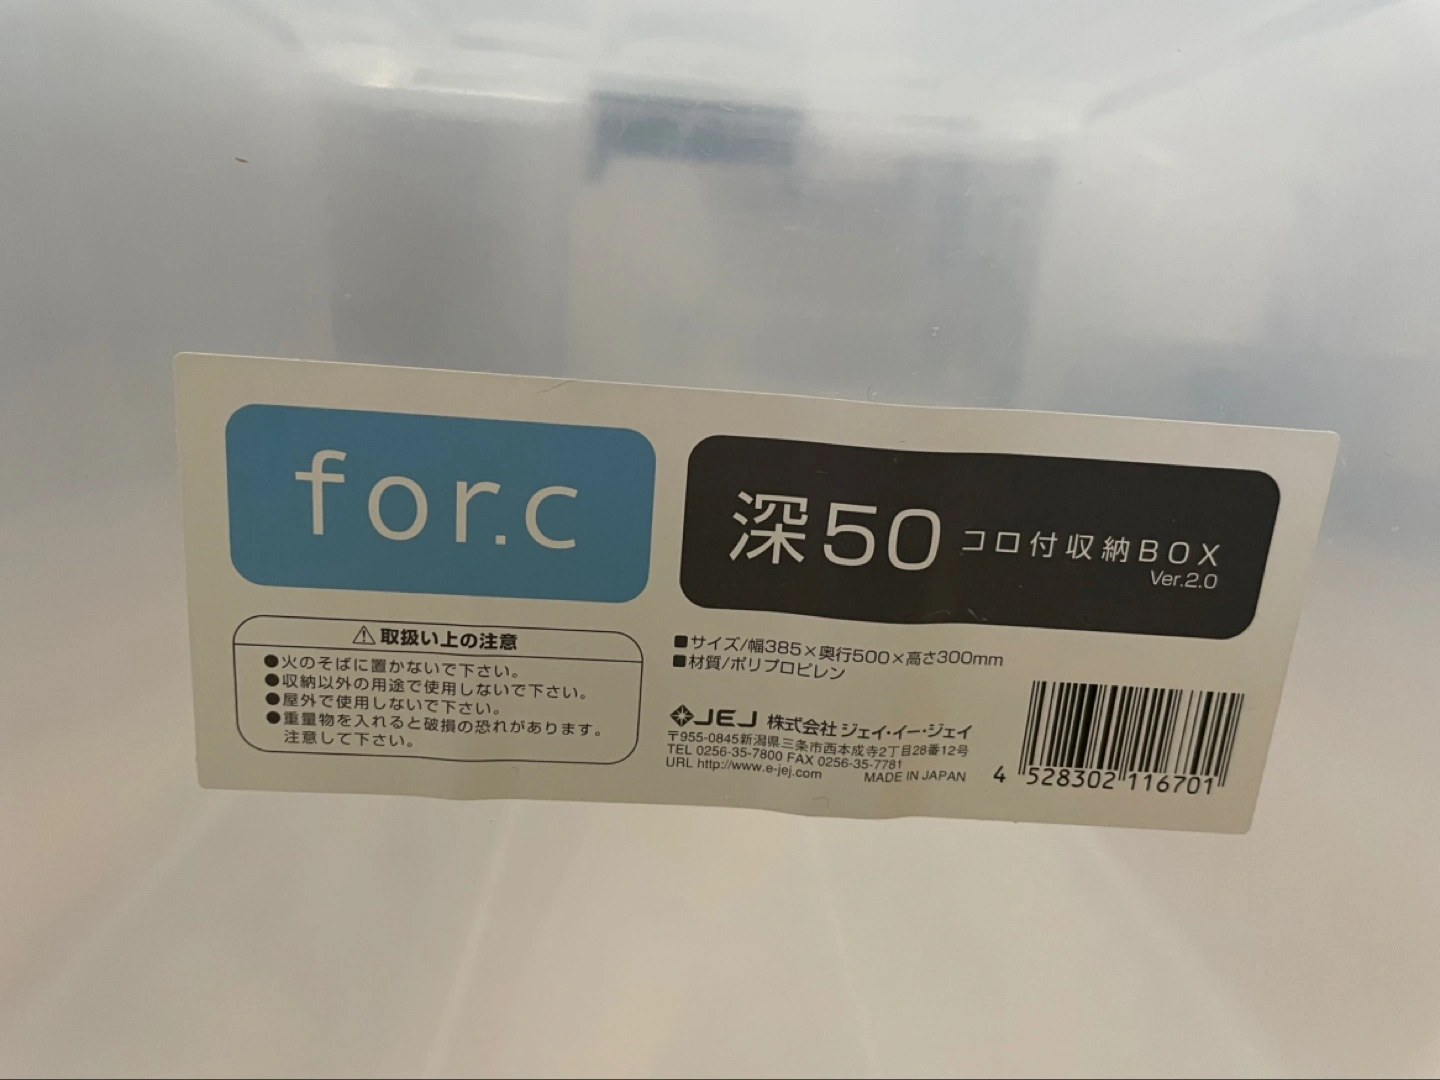 for.c
深50 コロ付収納BOX
Ver.2.0
⚠取扱い上の注意
●火のそばに置かないで下さい。
●収納以外の用途で使用しないで下さい。
●屋外で使用しないで下さい。
●重量物を入れると破損の恐れがあります。
注意して下さい。
■サイズ/幅385×奥行500×高さ300mm
■材質/ポリプロピレン
JEJ 株式会社 ジェイ・イー・ジェイ
〒955-0845新潟県三条市西本成寺2丁目28番12号
TEL 0256-35-7800 FAX 0256-35-7781
URL http://www.e-jej.com MADE IN JAPAN
4 528302 116701